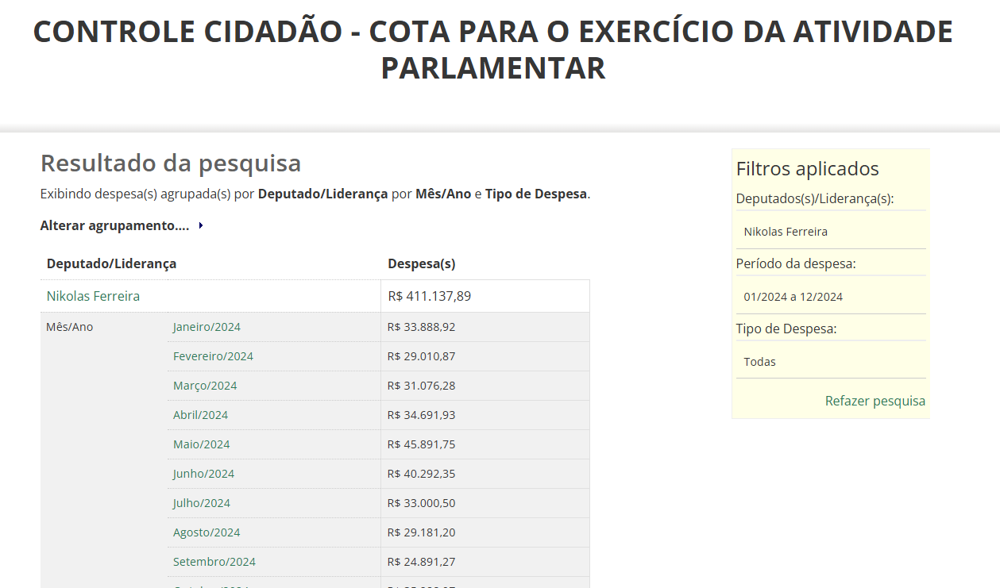 CONTROLE CIDADÃO - COTA PARA O EXERCÍCIO DA ATIVIDADE
PARLAMENTAR
Resultado da pesquisa
Exibindo despesa(s) agrupada(s) por Deputado/Liderança por Mês/Ano e Tipo de Despesa.
Alterar agrupamento....
Deputado/Liderança Despesa(s)
Nikolas Ferreira R$ 411.137,89
Mês/Ano Janeiro/2024 R$ 33.888,92
Fevereiro/2024 R$ 29.010,87
Março/2024 R$ 31.076,28
Abril/2024 R$ 34.691,93
Maio/2024 R$ 45.891,75
Junho/2024 R$ 40.292,35
Julho/2024 R$ 33.000,50
Agosto/2024 R$ 29.181,20
Setembro/2024 R$ 24.891,27
Filtros aplicados
Deputados(s)/Liderança(s):
Nikolas Ferreira
Período da despesa:
01/2024 a 12/2024
Tipo de Despesa:
Todas
Refazer pesquisa